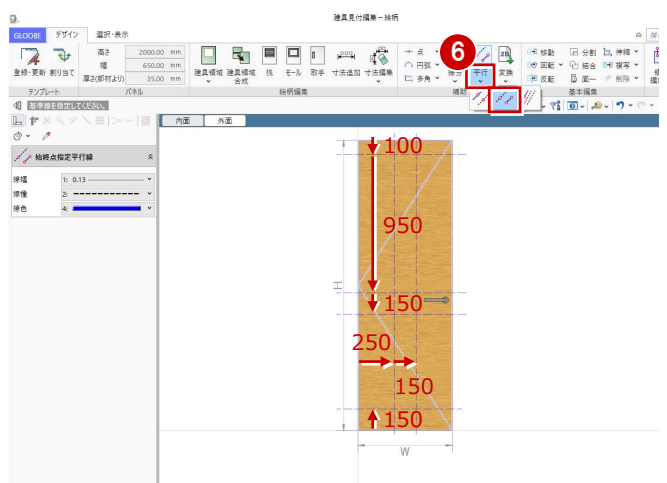 建具見付編集－絵柄
GLOOBE デザイン 選択・表示
登録・更新 割り当て
テンプレート
高さ 2000.00 mm
幅 650.00 mm
厚さ(部材より) 35.00 mm
パネル
建具領域 建具領域合成 桟 モール 取手 寸法追加 寸法編集
絵柄編集
点
円弧
多角
線分
6
平行
変換
補助
移動 分割 伸縮
回転 結合 複写
反転 面一 削除
基本編集
基準線を指定してください。
始終点指定平行線
線幅 1: 0.13
線種 2:
線色 4:
内面 外面
100
950
150
250
150
150
H
W